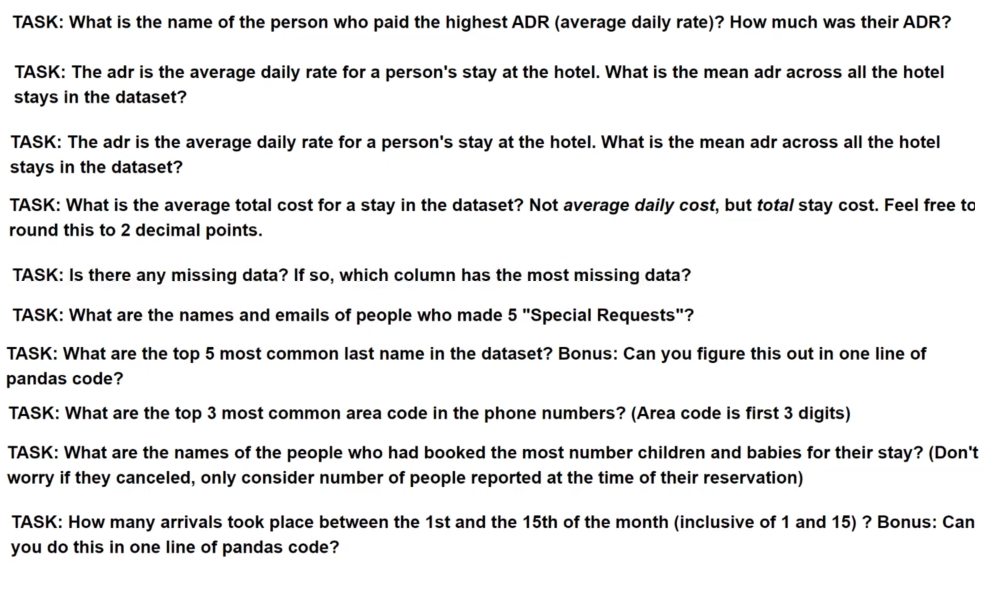 TASK: What is the name of the person who paid the highest ADR (average daily rate)? How much was their ADR?
TASK: The adr is the average daily rate for a person's stay at the hotel. What is the mean adr across all the hotel
stays in the dataset?
TASK: The adr is the average daily rate for a person's stay at the hotel. What is the mean adr across all the hotel
stays in the dataset?
TASK: What is the average total cost for a stay in the dataset? Not average daily cost, but total stay cost. Feel free to
round this to 2 decimal points.
TASK: Is there any missing data? If so, which column has the most missing data?
TASK: What are the names and emails of people who made 5 "Special Requests"?
TASK: What are the top 5 most common last name in the dataset? Bonus: Can you figure this out in one line of
pandas code?
TASK: What are the top 3 most common area code in the phone numbers? (Area code is first 3 digits)
TASK: What are the names of the people who had booked the most number children and babies for their stay? (Don't
worry if they canceled, only consider number of people reported at the time of their reservation)
TASK: How many arrivals took place between the 1st and the 15th of the month (inclusive of 1 and 15) ? Bonus: Can
you do this in one line of pandas code?